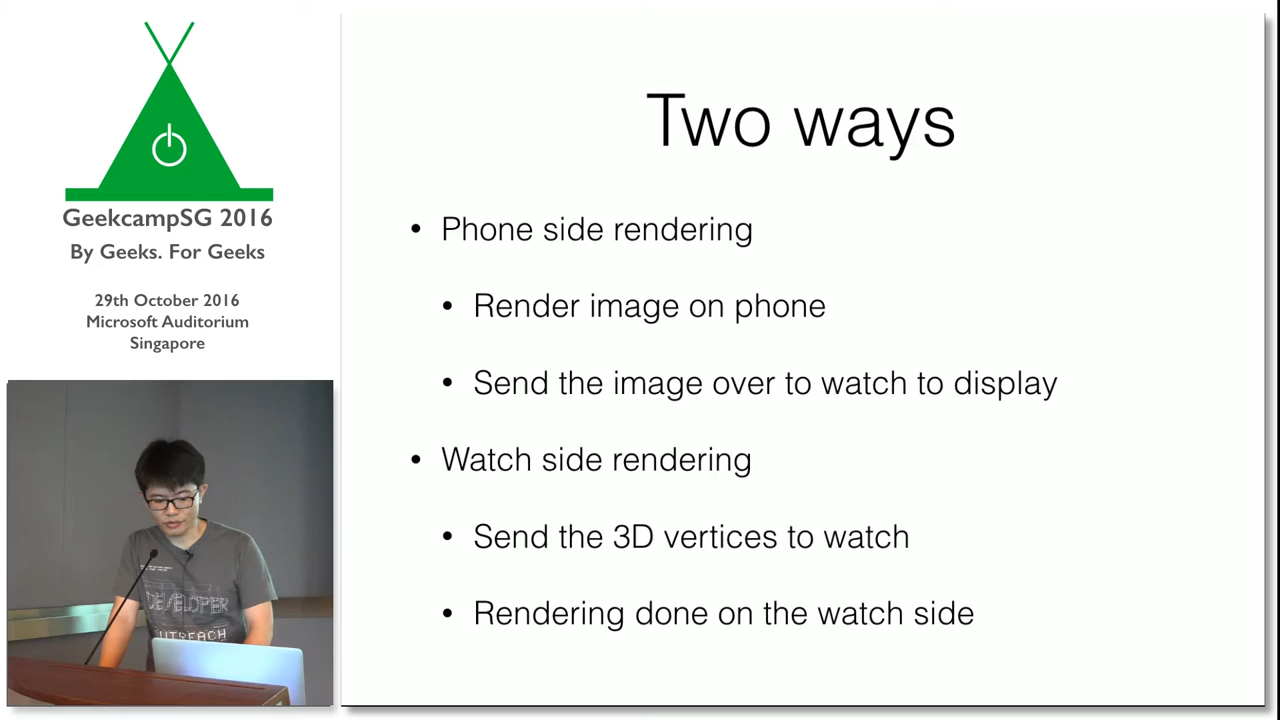 GeekcampSG 2016
By Geeks. For Geeks
29th October 2016
Microsoft Auditorium
Singapore
DEVELOPER
OUTREACH
Two ways
• Phone side rendering
• Render image on phone
• Send the image over to watch to display
• Watch side rendering
• Send the 3D vertices to watch
• Rendering done on the watch side